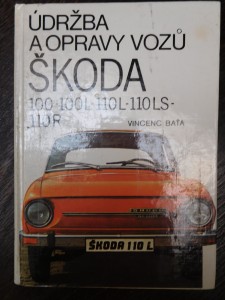 ÚDRŽBA
A OPRAVY VOZŮ
ŠKODA
100-100L-110L-110LS-
-110R
VINCENC BAŤA
ŠKODA 110 L